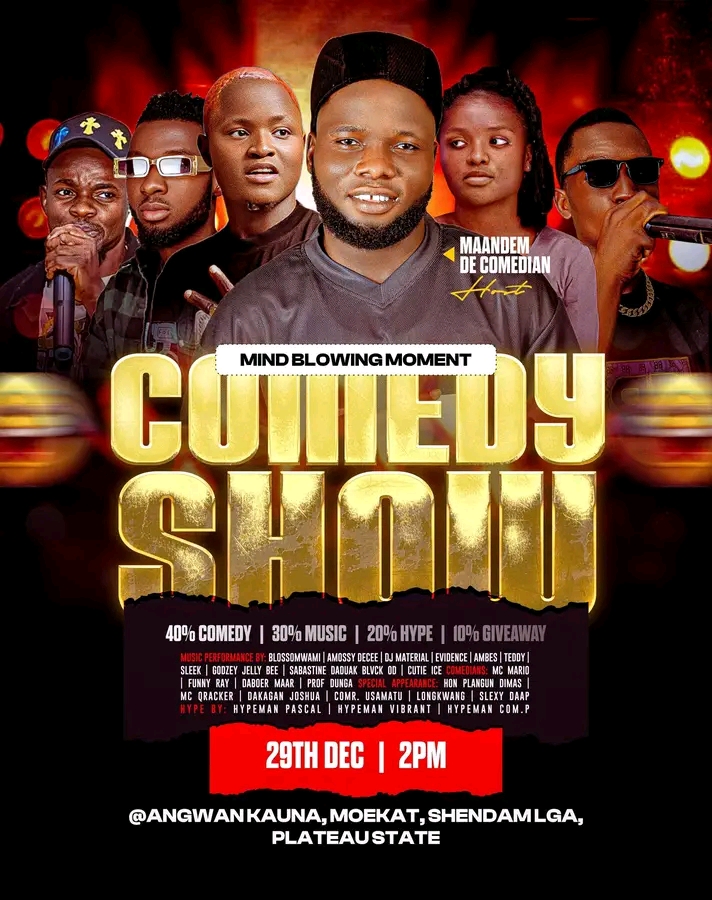 MAANDEM
DE COMEDIAN
Host
MIND BLOWING MOMENT
COMEDY
SHOW
40% COMEDY | 30% MUSIC | 20% HYPE | 10% GIVEAWAY
MUSIC PERFORMANCE BY: BLOSSOMWAMI | AMOSSY DECEE | DJ MATERIAL | EVIDENCE | AMBES | TEDDY |
SLEEK | GODZEY JELLY BEE | SABASTINE DADUAK BLVCK OD | CUTIE ICE COMEDIANS: MC MARIO
| FUNNY RAY | DABOER MAAR | PROF DUNGA SPECIAL APPEARANCE: HON PLANGUN DIMAS |
MC QRACKER | DAKAGAN JOSHUA | COMR. USAMATU | LONGKWANG | SLEXY DAAP
HYPE BY: HYPEMAN PASCAL | HYPEMAN VIBRANT | HYPEMAN COM.P
29TH DEC | 2PM
@ANGWAN KAUNA, MOEKAT, SHENDAM LGA,
PLATEAU STATE